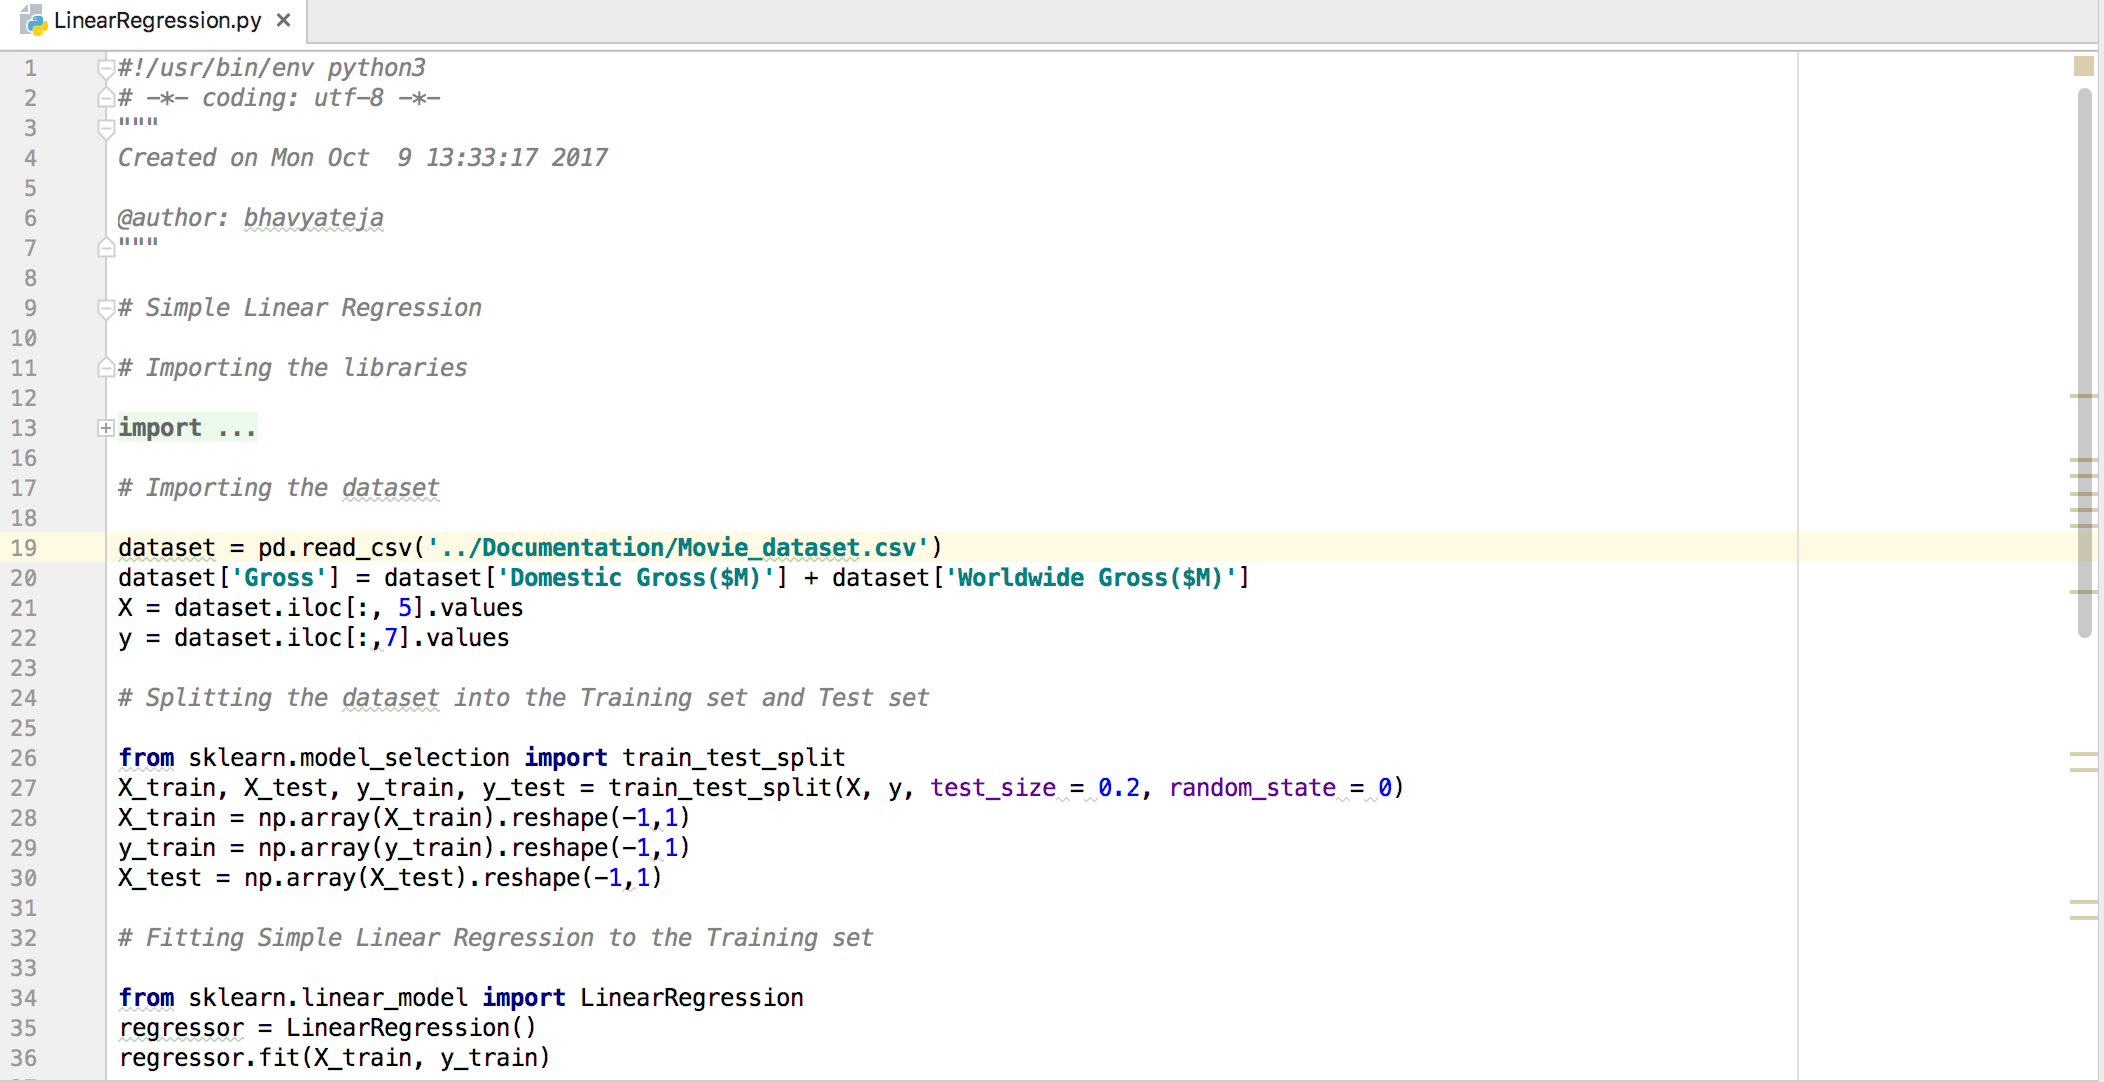 LinearRegression.py ×
1 #!/usr/bin/env python3
2 # -*- coding: utf-8 -*-
3 """
4 Created on Mon Oct  9 13:33:17 2017
5
6 @author: bhavyateja
7 """
8
9 # Simple Linear Regression
10
11 # Importing the libraries
12
13 import ...
16
17 # Importing the dataset
18
19 dataset = pd.read_csv('../Documentation/Movie_dataset.csv')
20 dataset['Gross'] = dataset['Domestic Gross($M)'] + dataset['Worldwide Gross($M)']
21 X = dataset.iloc[:, 5].values
22 y = dataset.iloc[:,7].values
23
24 # Splitting the dataset into the Training set and Test set
25
26 from sklearn.model_selection import train_test_split
27 X_train, X_test, y_train, y_test = train_test_split(X, y, test_size = 0.2, random_state = 0)
28 X_train = np.array(X_train).reshape(-1,1)
29 y_train = np.array(y_train).reshape(-1,1)
30 X_test = np.array(X_test).reshape(-1,1)
31
32 # Fitting Simple Linear Regression to the Training set
33
34 from sklearn.linear_model import LinearRegression
35 regressor = LinearRegression()
36 regressor.fit(X_train, y_train)